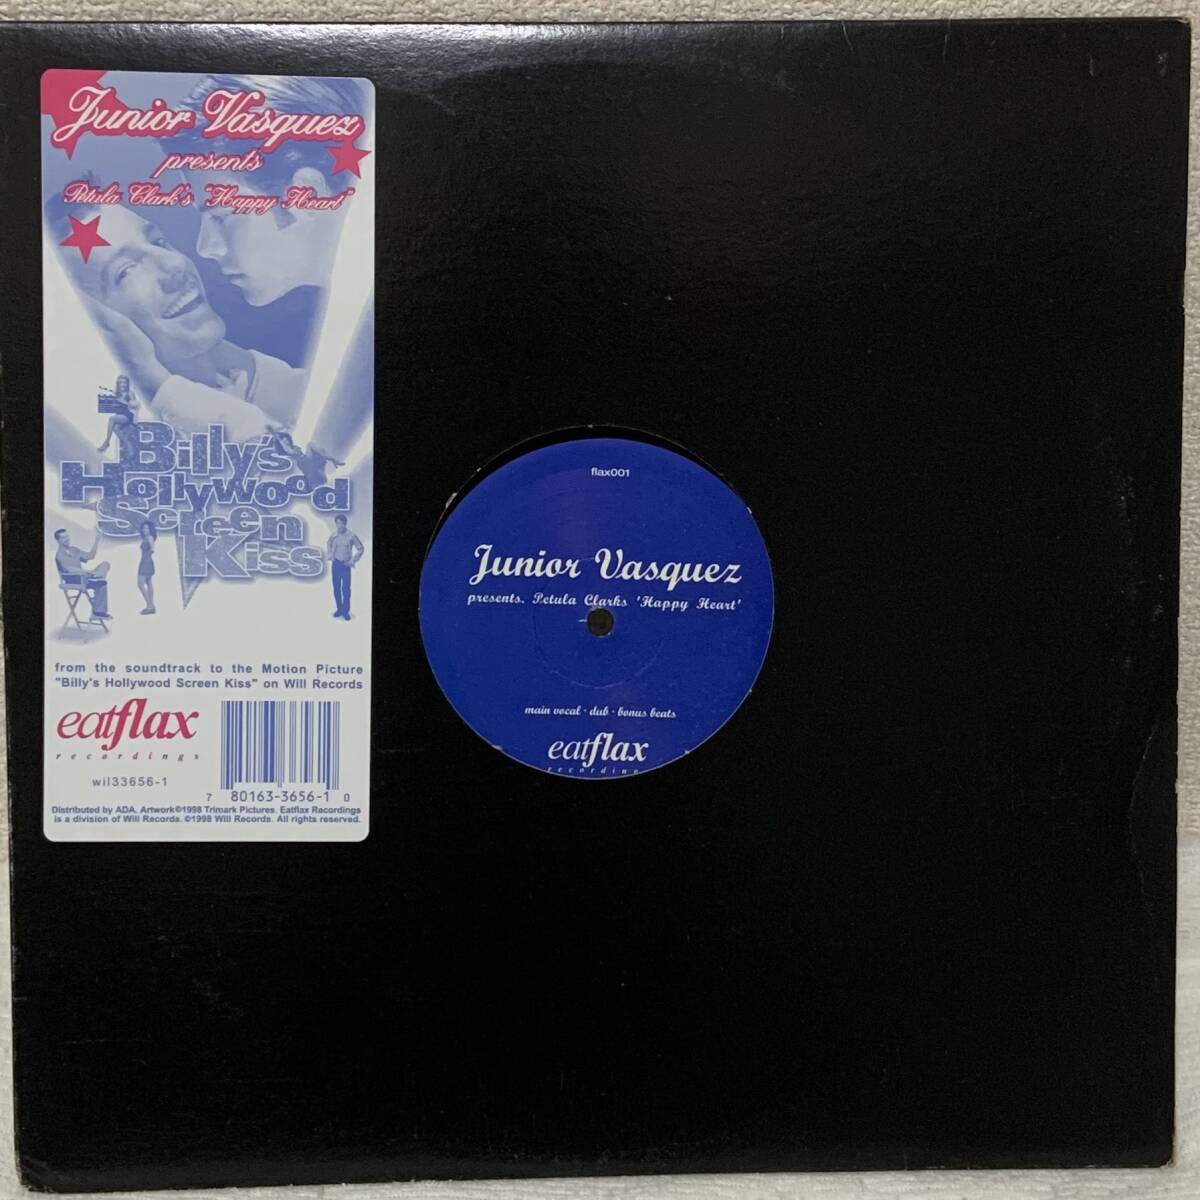 Junior Vasquez
presents
Petula Clark's "Happy Heart"
Billy's
Hollywood
Screen
Kiss
from the soundtrack to the Motion Picture
"Billy's Hollywood Screen Kiss" on Will Records
eatflax
recordings
wil33656-1
7 80163-3656-1 0
Distributed by ADA. Artwork©1998 Trimark Pictures. Eatflax Recordings
is a division of Will Records. ©1998 Will Records. All rights reserved.
flax001
Junior Vasquez
presents. Petula Clarks 'Happy Heart'
main vocal · dub · bonus beats
eatflax